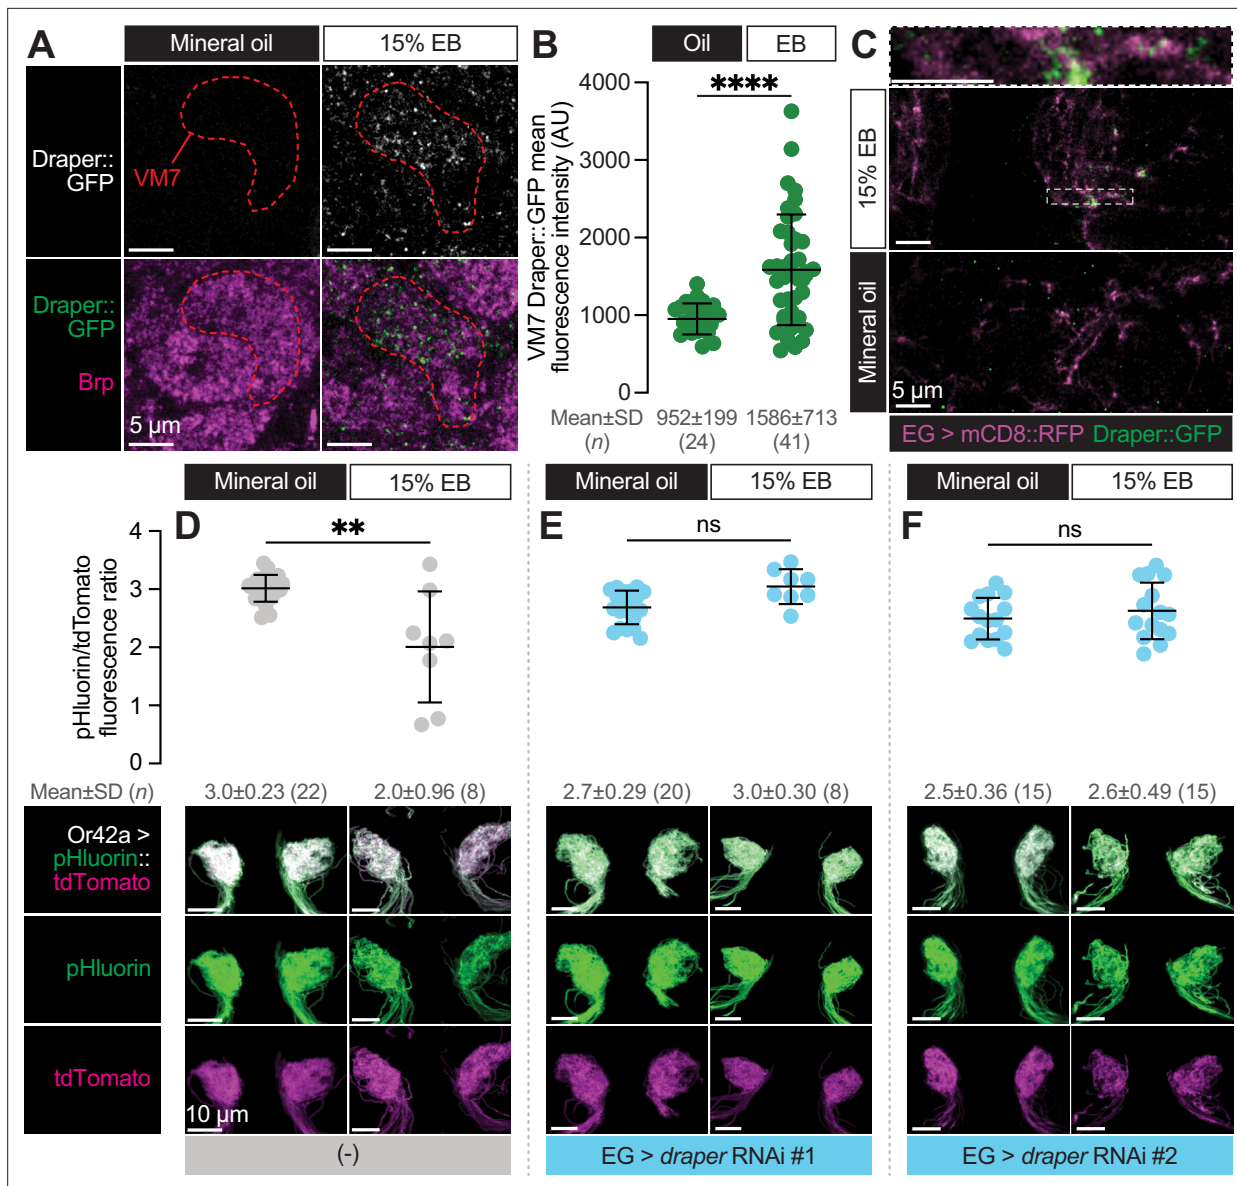 A
Mineral oil
15% EB
Draper::
GFP
VM7
Draper::
GFP
Brp
5 µm
B
Oil
EB
VM7 Draper::GFP mean
fluorescence intensity (AU)
4000
3000
2000
1000
0
****
Mean±SD
(n)
952±199
(24)
1586±713
(41)
C
15% EB
Mineral oil
5 µm
EG > mCD8::RFP Draper::GFP
D
Mineral oil
15% EB
pHluorin/tdTomato
fluorescence ratio
4
3
2
1
0
**
Mean±SD (n)
3.0±0.23 (22)
2.0±0.96 (8)
Or42a >
pHluorin::
tdTomato
pHluorin
tdTomato
10 µm
(-)
E
Mineral oil
15% EB
ns
2.7±0.29 (20)
3.0±0.30 (8)
EG > draper RNAi #1
F
Mineral oil
15% EB
ns
2.5±0.36 (15)
2.6±0.49 (15)
EG > draper RNAi #2